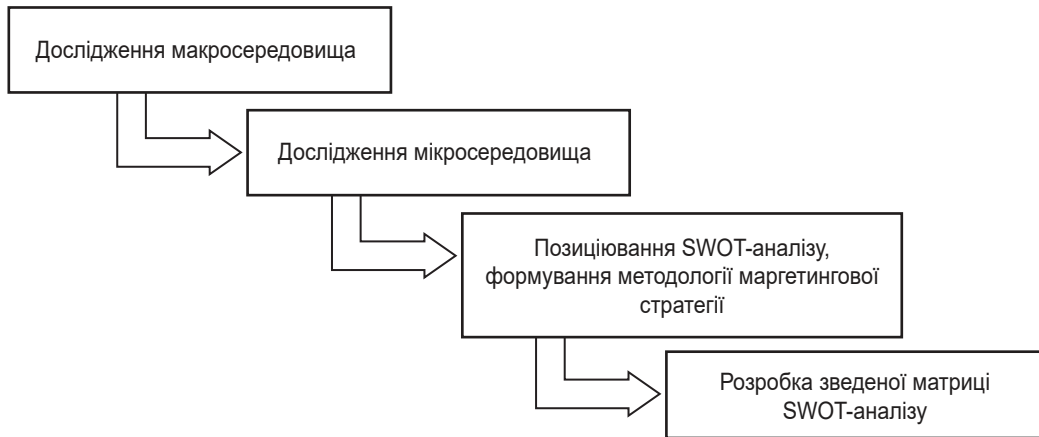 Дослідження макросередовища
Дослідження мікросередовища
Позиціювання SWOT-аналізу,
формування методології маргетингової
стратегії
Розробка зведеної матриці
SWOT-аналізу